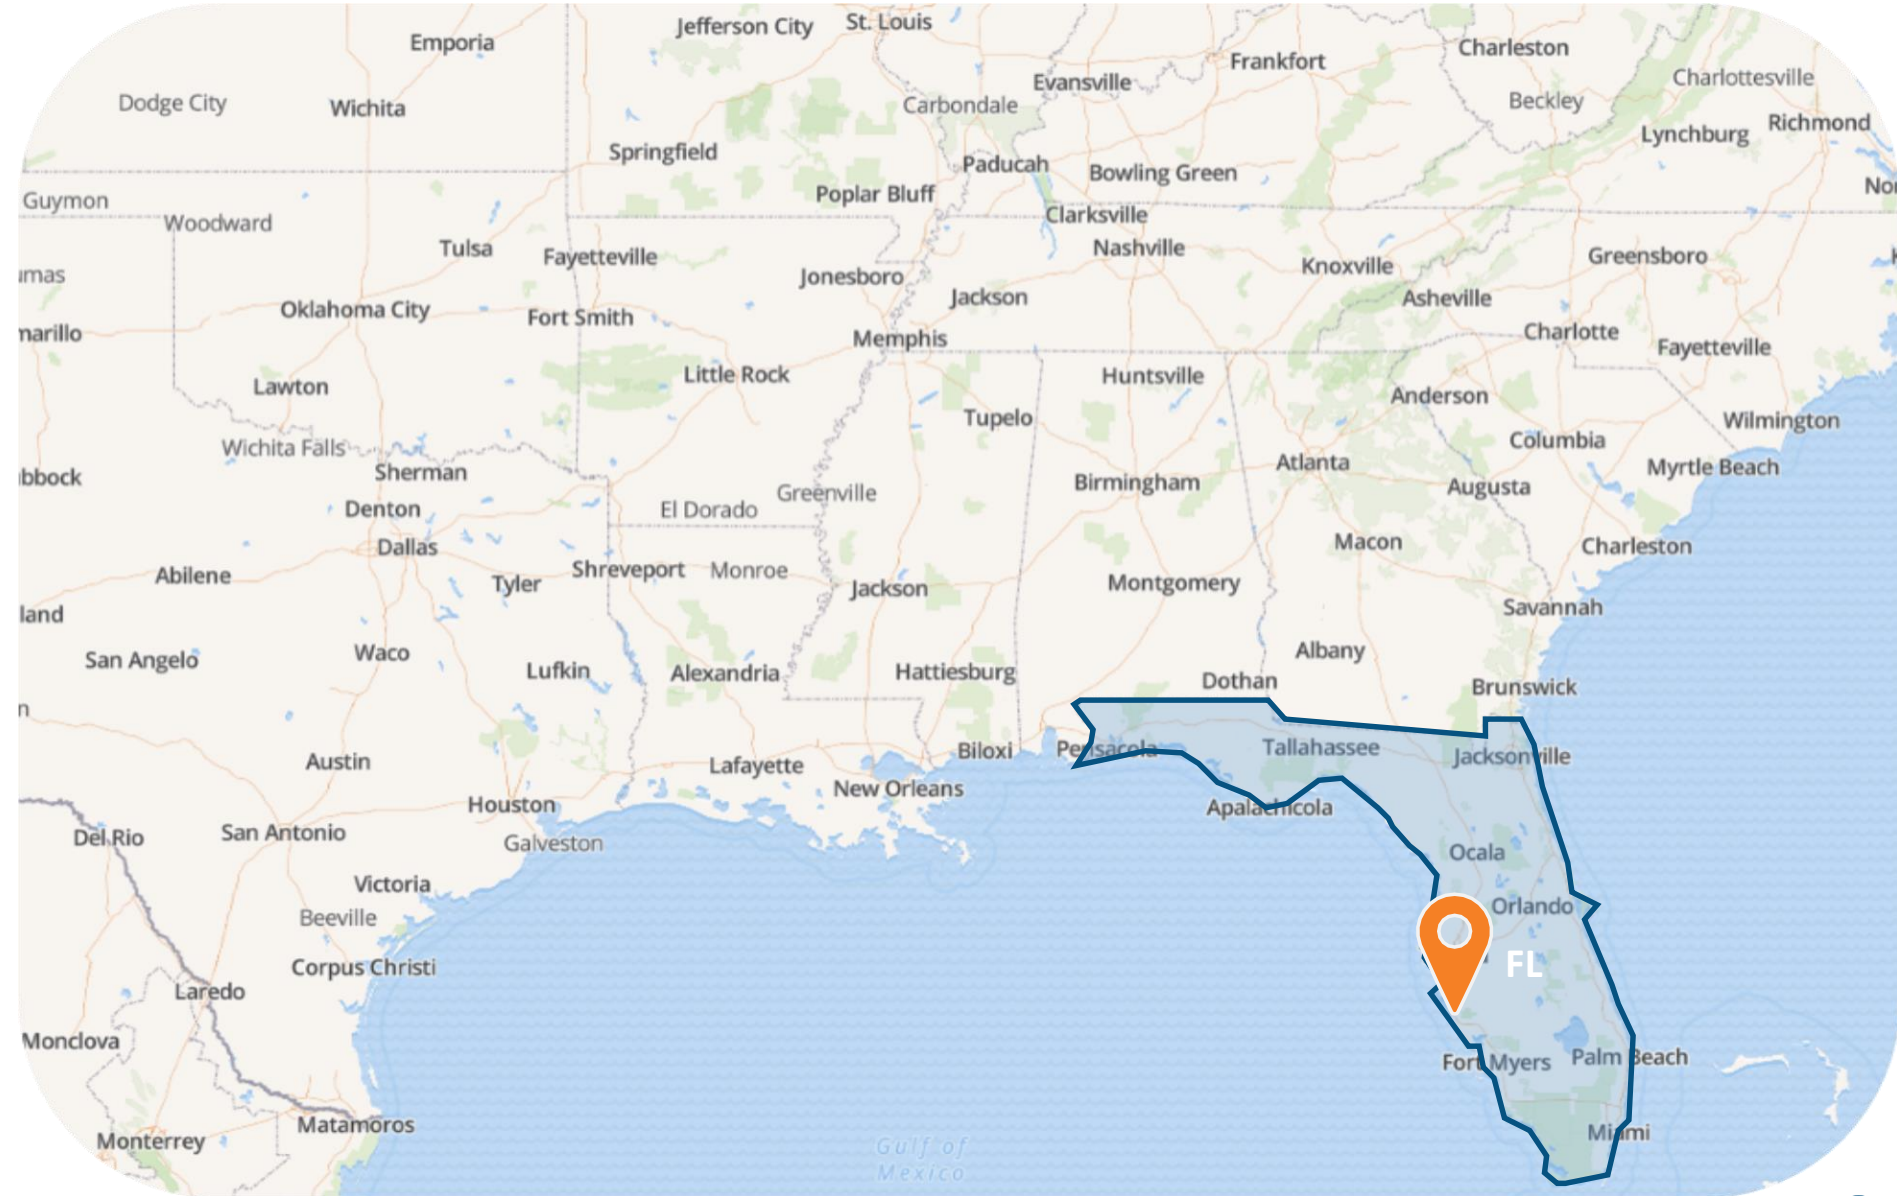 Emporia
Jefferson City
St. Louis
Frankfort
Charleston
Evansville
Charlottesville
Dodge City
Wichita
Carbondale
Beckley
Richmond
Lynchburg
Springfield
Paducah
Bowling Green
Poplar Bluff
Guymon
Woodward
Clarksville
Tulsa
Fayetteville
Nashville
Greensboro
Jonesboro
Knoxville
Jackson
Asheville
Oklahoma City
Fort Smith
Memphis
Charlotte
Fayetteville
Lawton
Little Rock
Huntsville
Anderson
Tupelo
Wilmington
Wichita Falls
Columbia
Sherman
Atlanta
Myrtle Beach
Birmingham
Augusta
Greenville
Denton
El Dorado
Dallas
Macon
Charleston
Abilene
Tyler
Shreveport
Monroe
Jackson
Montgomery
Savannah
San Angelo
Waco
Lufkin
Alexandria
Hattiesburg
Albany
Dothan
Brunswick
Biloxi
Pensacola
Tallahassee
Jacksonville
Austin
Lafayette
New Orleans
Houston
Apalachicola
Del Rio
San Antonio
Galveston
Ocala
Victoria
Beeville
Orlando
Corpus Christi
FL
Laredo
Monclova
Fort Myers
Palm Beach
Matamoros
Miami
Monterrey
Gulf of
Mexico